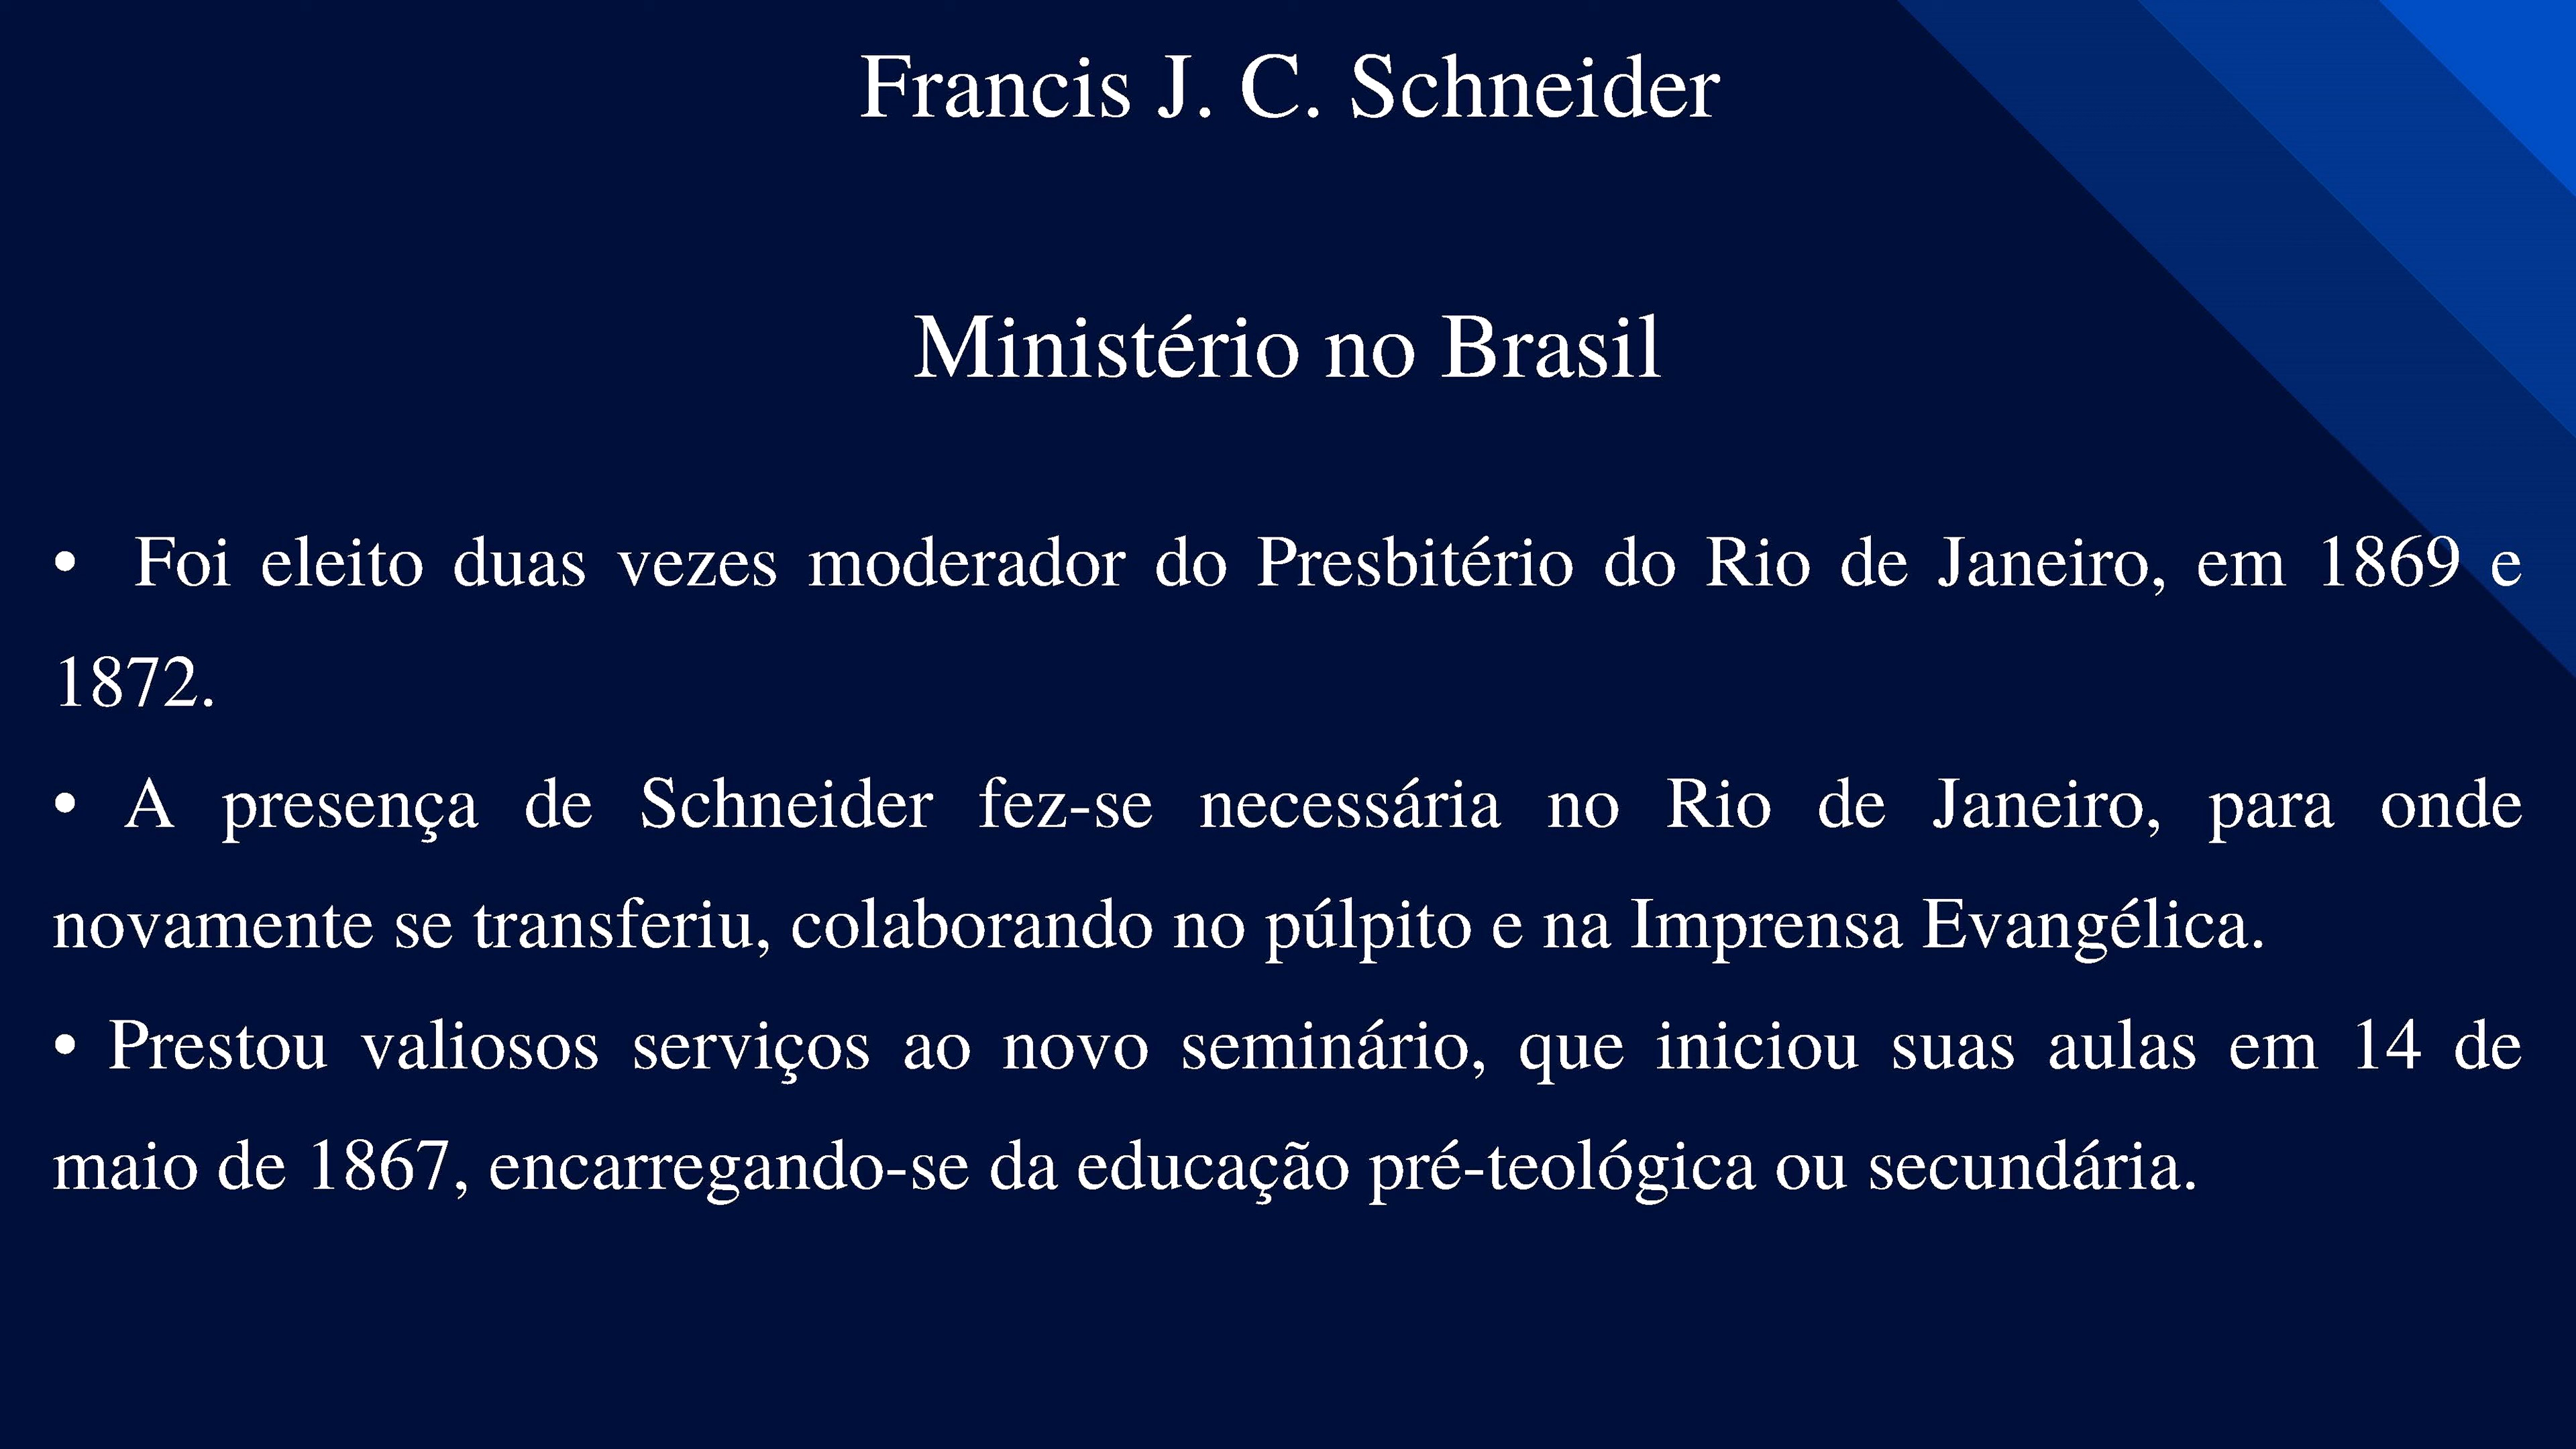 Francis J. C. Schneider
Ministério no Brasil
• Foi eleito duas vezes moderador do Presbitério do Rio de Janeiro, em 1869 e
1872.
• A presença de Schneider fez-se necessária no Rio de Janeiro, para onde
novamente se transferiu, colaborando no púlpito e na Imprensa Evangélica.
• Prestou valiosos serviços ao novo seminário, que iniciou suas aulas em 14 de
maio de 1867, encarregando-se da educação pré-teológica ou secundária.